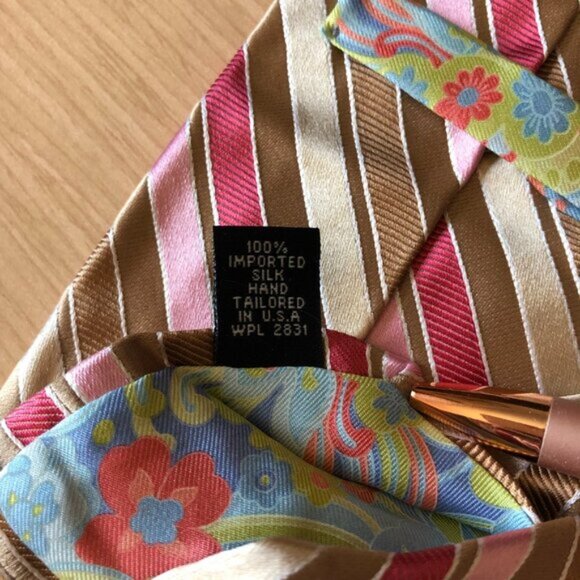 100%
IMPORTED
SILK
HAND
TAILORED
IN U.S.A
WPL 2831